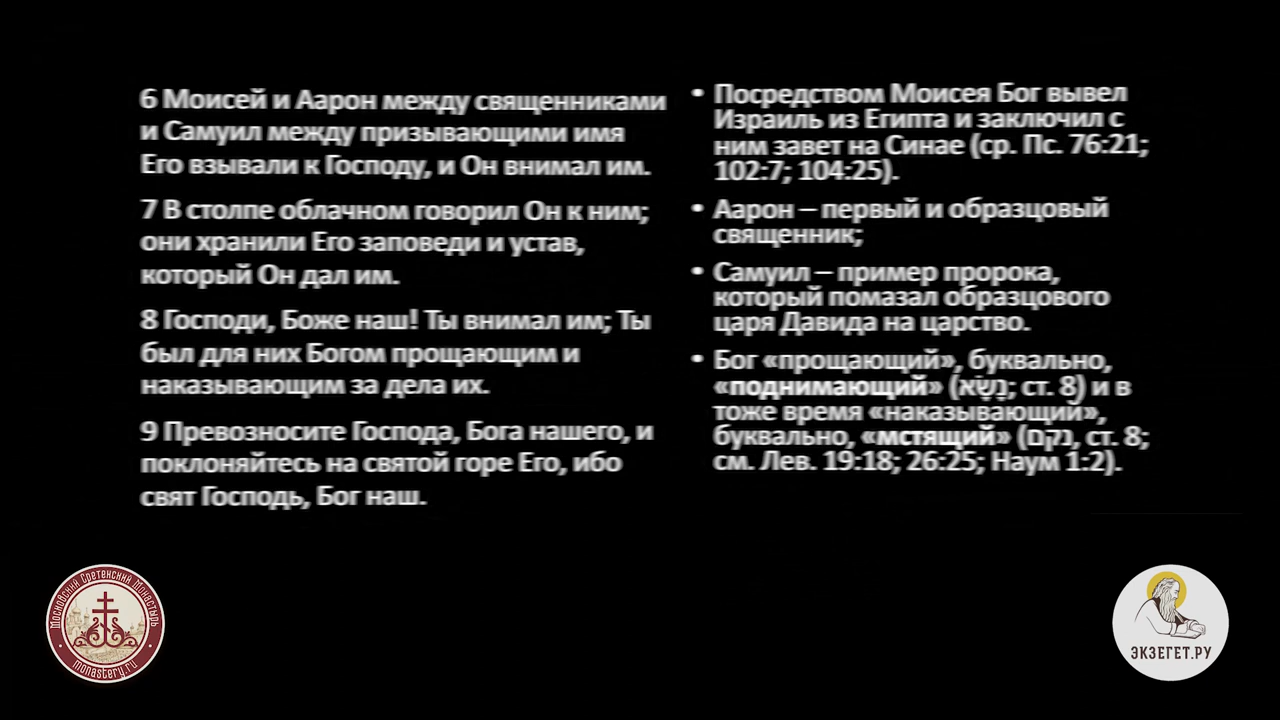 6 Моисей и Аарон между священниками
и Самуил между призывающими имя
Его взывали к Господу, и Он внимал им.
7 В столпе облачном говорил Он к ним;
они хранили Его заповеди и устав,
который Он дал им.
8 Господи, Боже наш! Ты внимал им; Ты
был для них Богом прощающим и
наказывающим за дела их.
9 Превозносите Господа, Бога нашего, и
поклоняйтесь на святой горе Его, ибо
свят Господь, Бог наш.
• Посредством Моисея Бог вывел
Израиль из Египта и заключил с
ним завет на Синае (ср. Пс. 76:21;
102:7; 104:25).
• Аарон – первый и образцовый
священник;
• Самуил – пример пророка,
который помазал образцового
царя Давида на царство.
• Бог «прощающий», буквально,
«поднимающий» (נֹשֵׂא; ст. 8) и в
тоже время «наказывающий»,
буквально, «мстящий» (נֹקֵם, ст. 8;
см. Лев. 19:18; 26:25; Наум 1:2).
Московский Сретенский Монастырь
monastery.ru
ЭКЗЕГЕТ.РУ